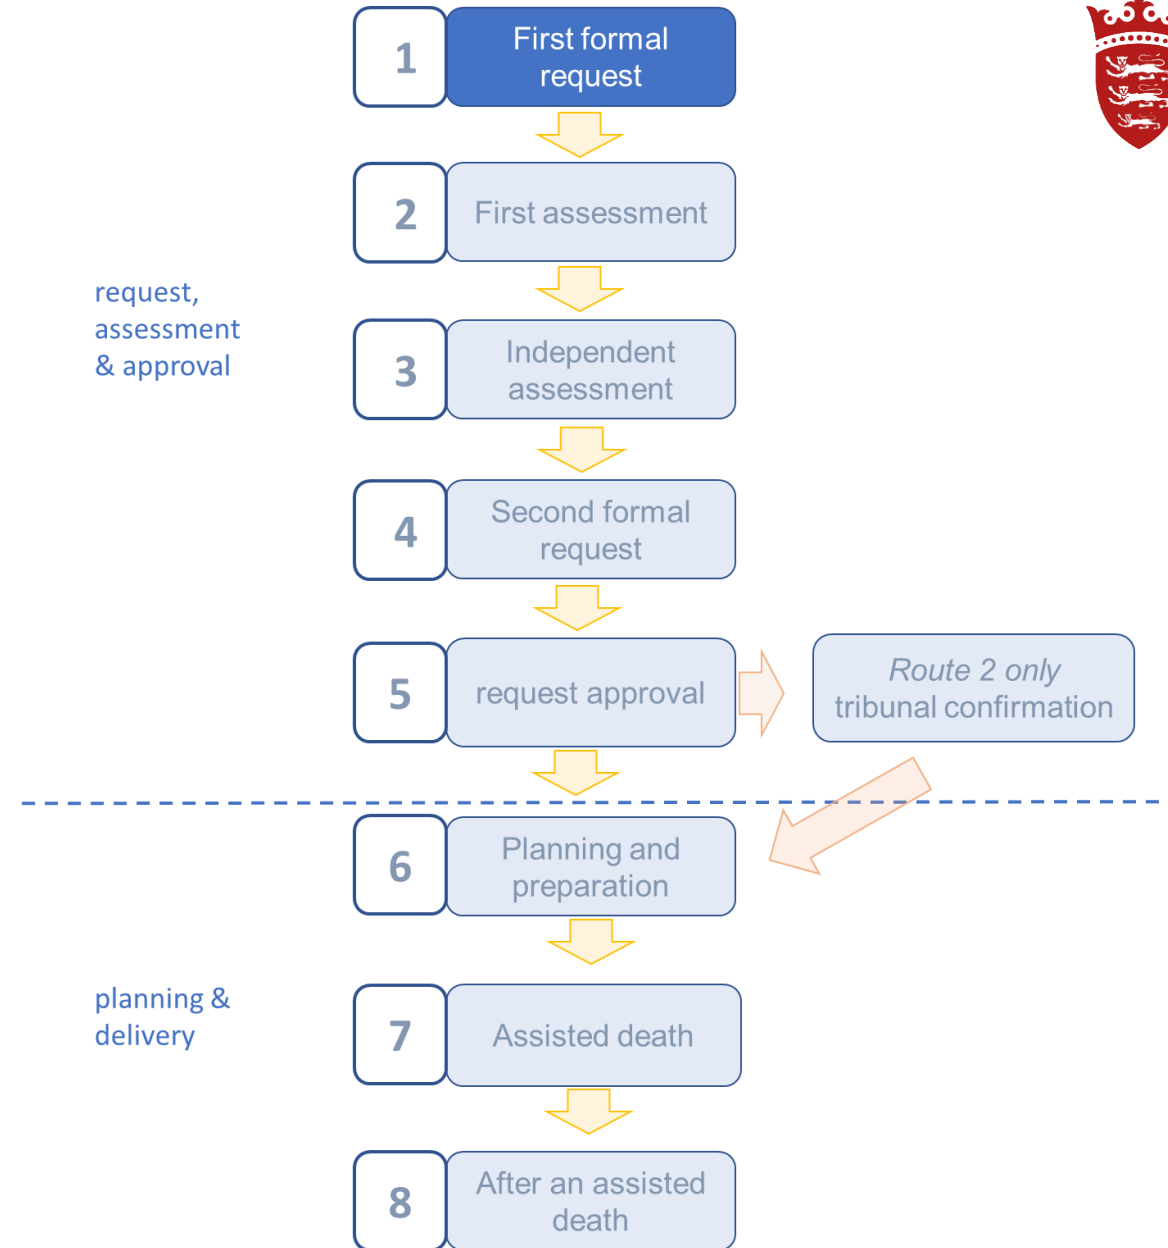 1
First formal
request
2
First assessment
request,
assessment
& approval
3
Independent
assessment
4
Second formal
request
5
request approval
Route 2 only
tribunal confirmation
6
Planning and
preparation
planning &
delivery
7
Assisted death
8
After an assisted
death